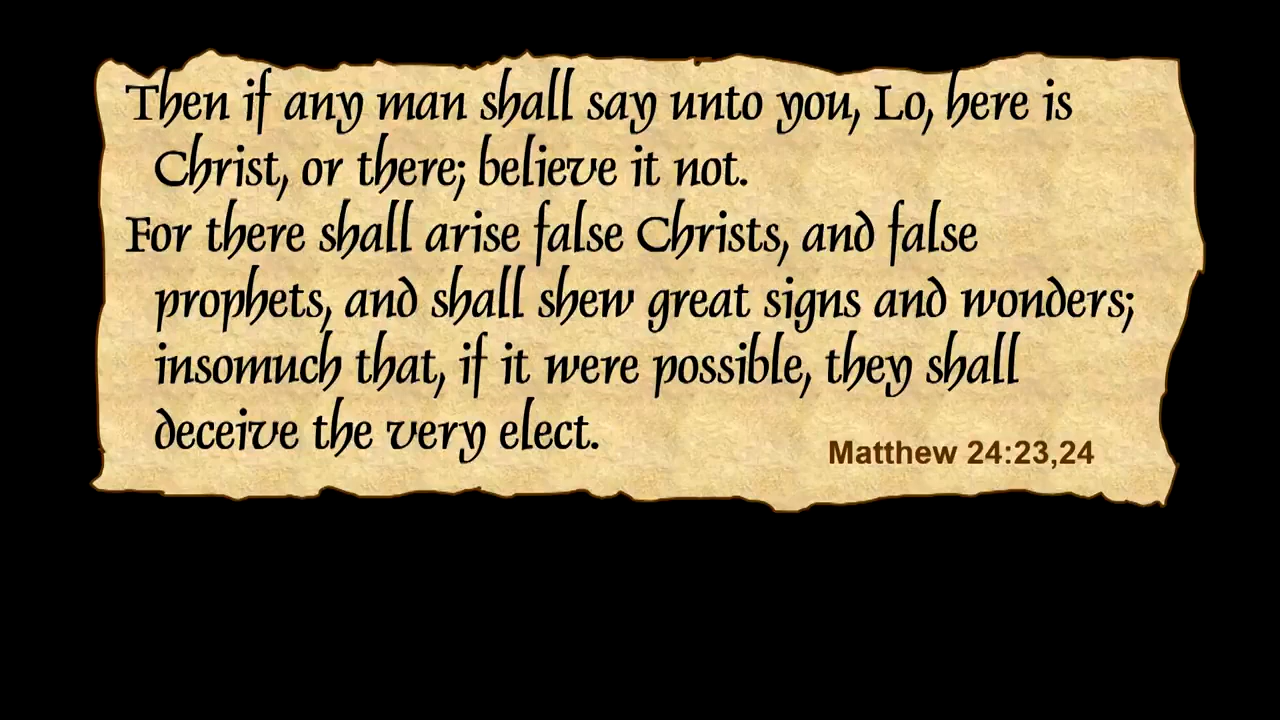 Then if any man shall say unto you, Lo, here is
Christ, or there; believe it not.
For there shall arise false Christs, and false
prophets, and shall shew great signs and wonders;
insomuch that, if it were possible, they shall
deceive the very elect.
Matthew 24:23,24